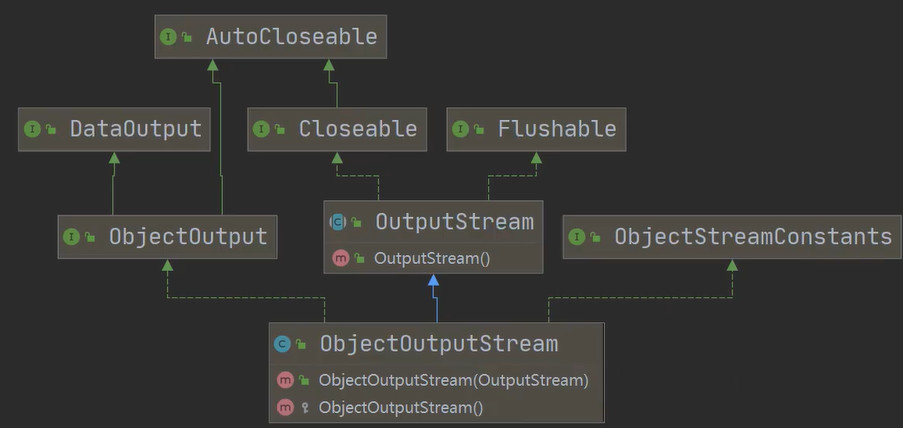 AutoCloseable
DataOutput
Closeable
Flushable
ObjectOutput
OutputStream
OutputStream()
ObjectStreamConstants
ObjectOutputStream
ObjectOutputStream(OutputStream)
ObjectOutputStream()